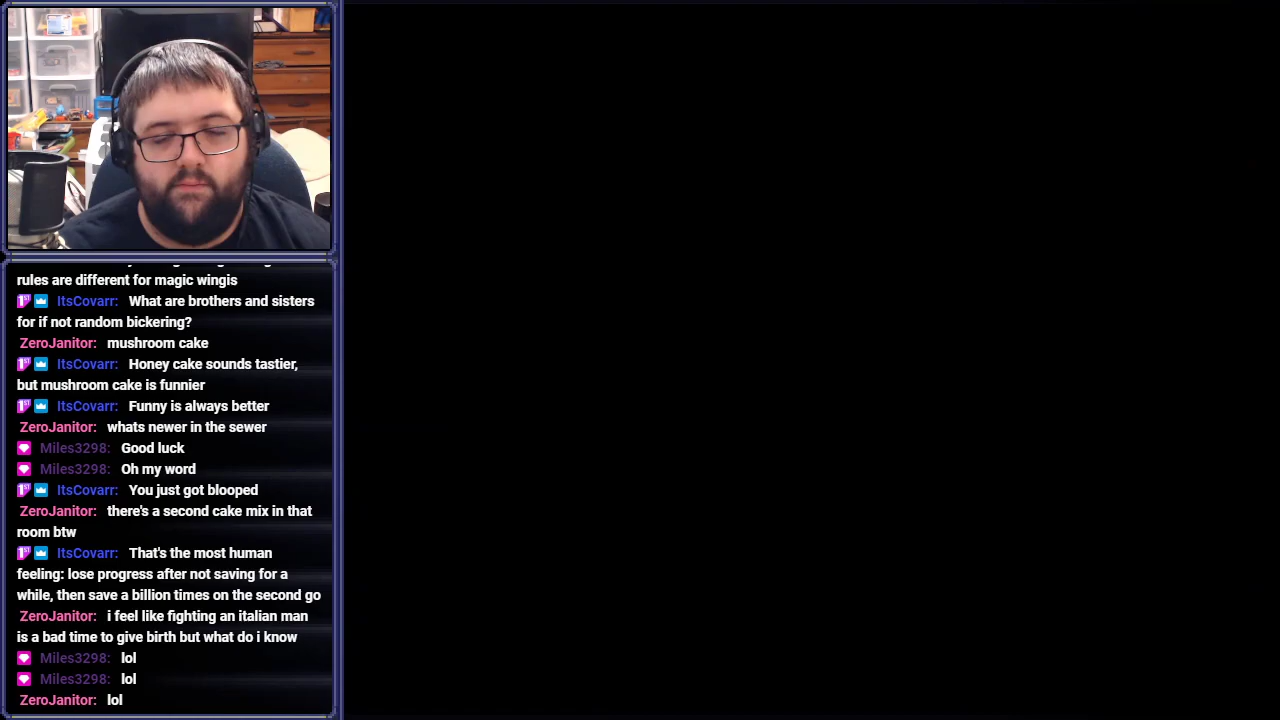 rules are different for magic wingis
ItsCovarr: What are brothers and sisters
for if not random bickering?
ZeroJanitor: mushroom cake
ItsCovarr: Honey cake sounds tastier,
but mushroom cake is funnier
ItsCovarr: Funny is always better
ZeroJanitor: whats newer in the sewer
Miles3298: Good luck
Miles3298: Oh my word
ItsCovarr: You just got blooped
ZeroJanitor: there's a second cake mix in that
room btw
ItsCovarr: That's the most human
feeling: lose progress after not saving for a
while, then save a billion times on the second go
ZeroJanitor: i feel like fighting an italian man
is a bad time to give birth but what do i know
Miles3298: lol
Miles3298: lol
ZeroJanitor: lol